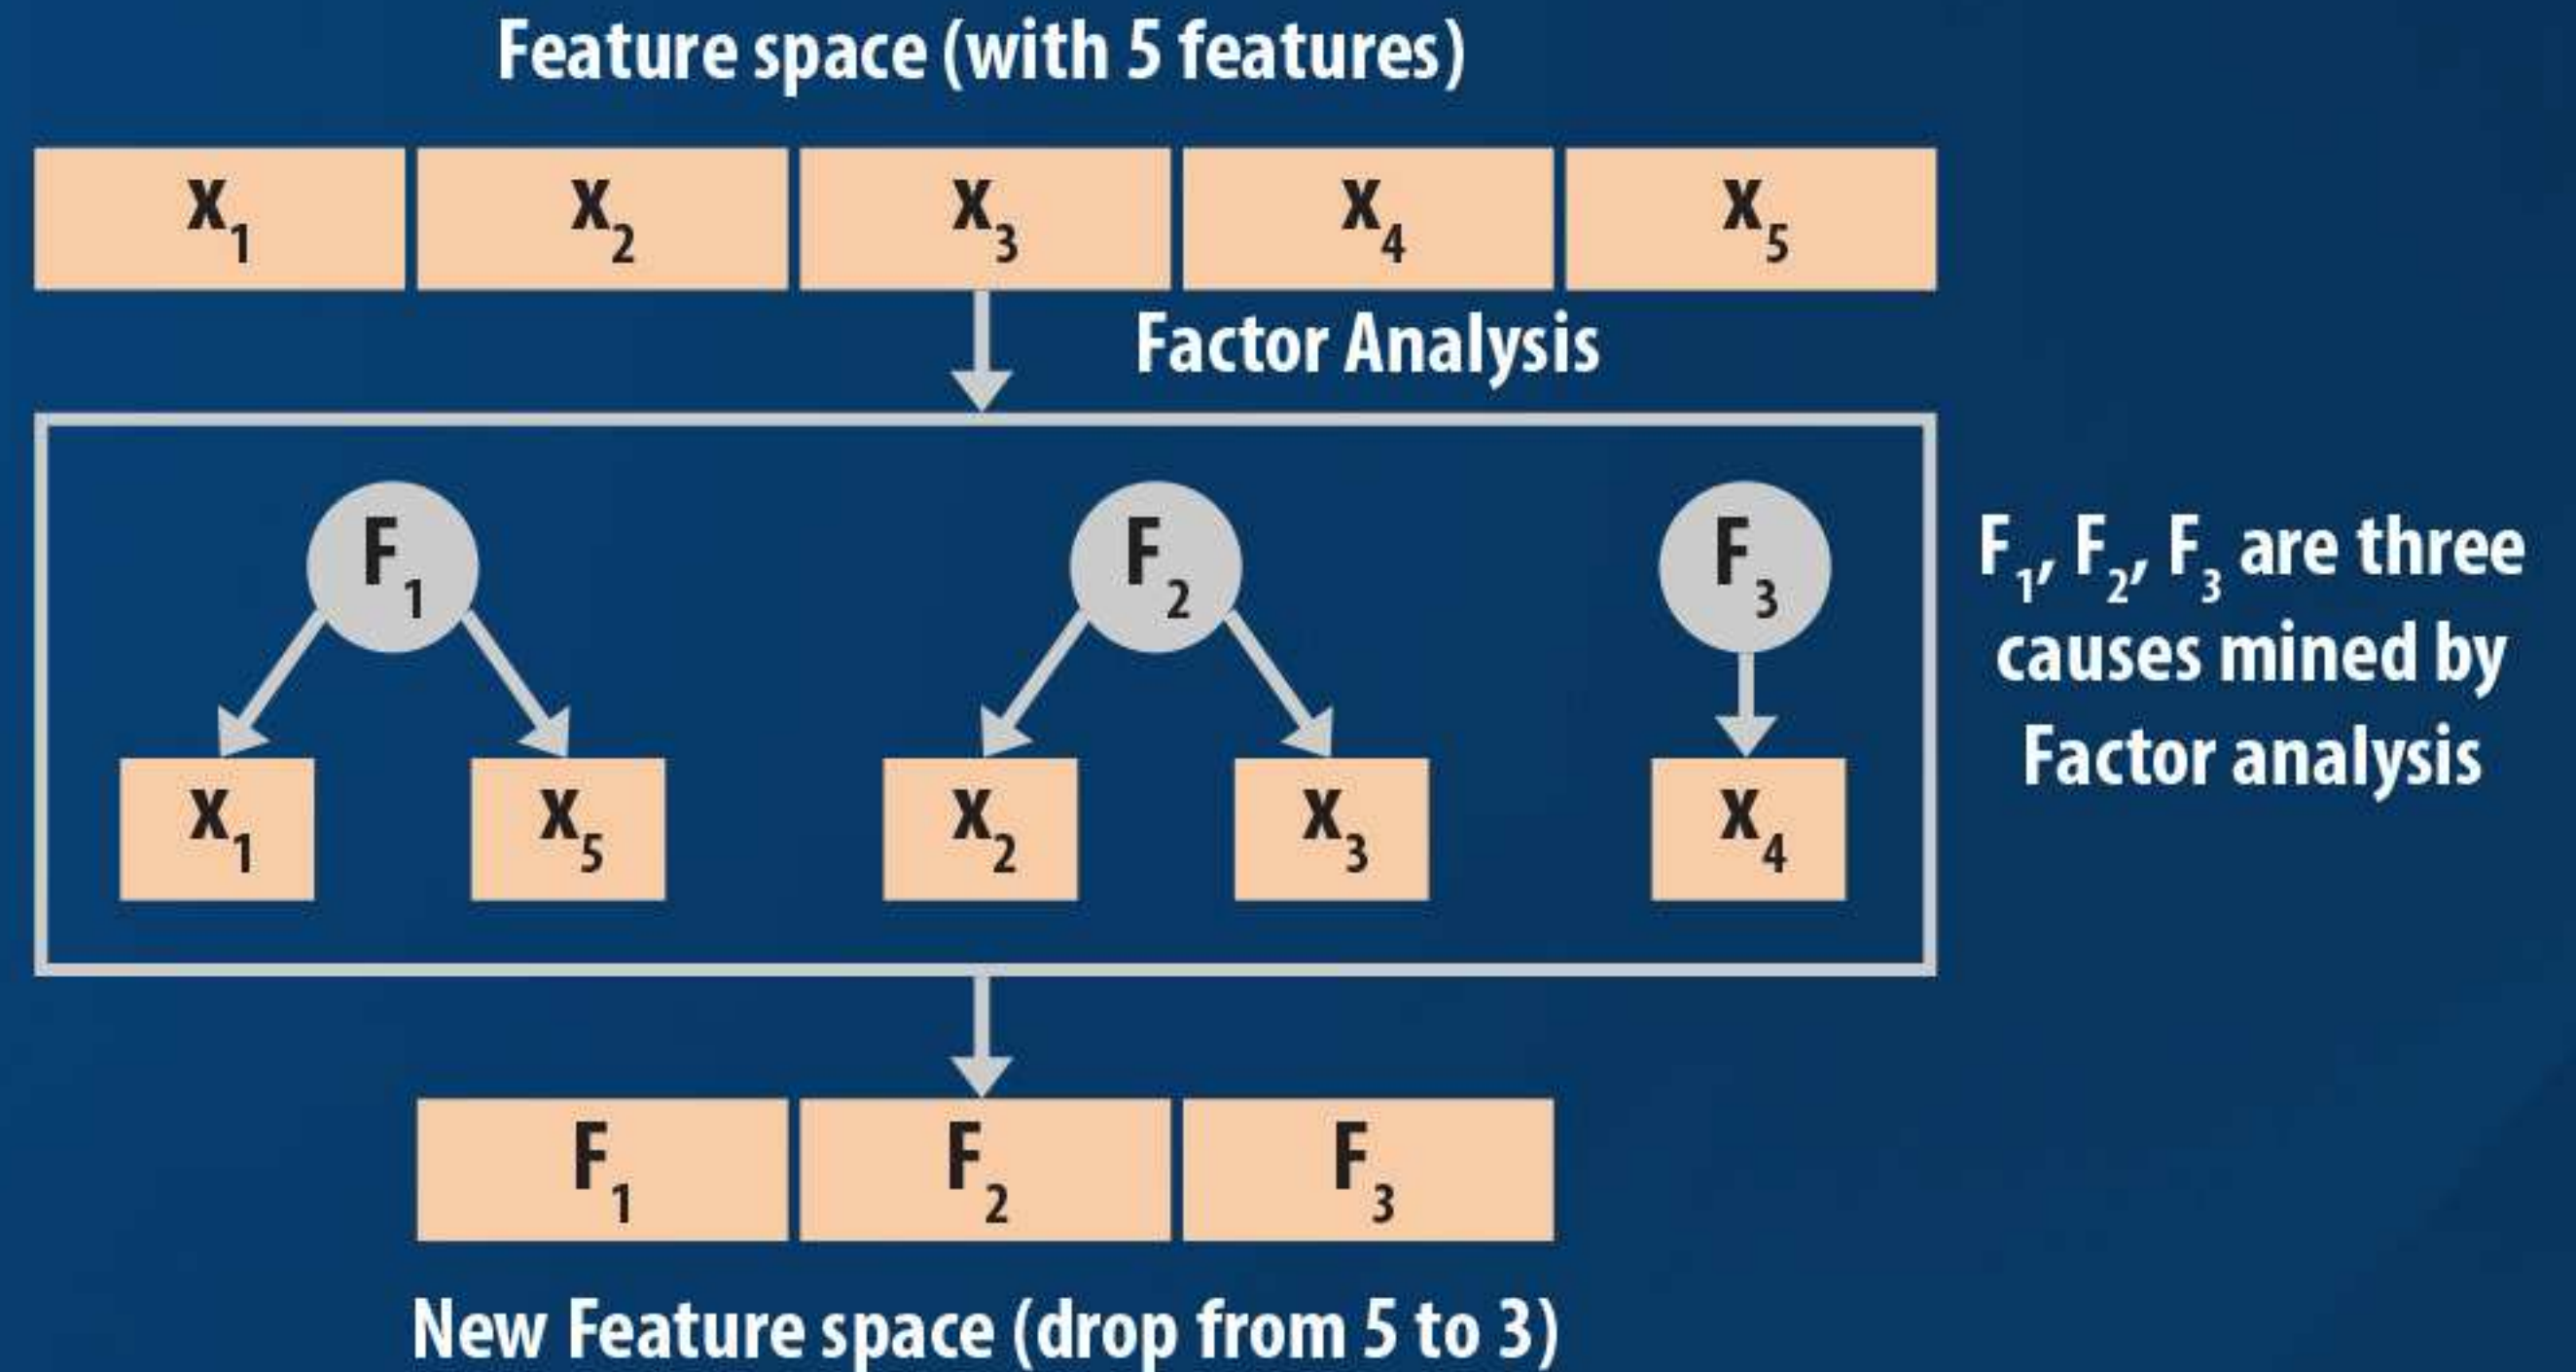 Feature space (with 5 features)
x₁ x₂ x₃ x₄ x₅
Factor Analysis
F₁ F₂ F₃
x₁ x₅ x₂ x₃ x₄
F₁, F₂, F₃ are three
causes mined by
Factor analysis
F₁ F₂ F₃
New Feature space (drop from 5 to 3)